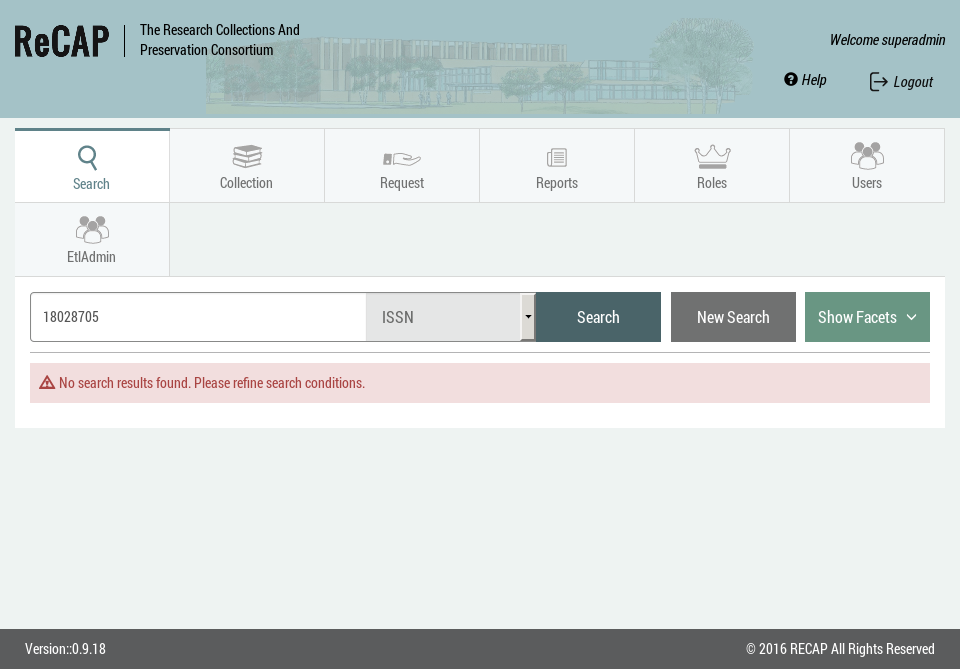 ReCAP
The Research Collections And
Preservation Consortium
Welcome superadmin
Help
Logout
Search
Collection
Request
Reports
Roles
Users
EtlAdmin
18028705
ISSN
Search
New Search
Show Facets
No search results found. Please refine search conditions.
Version::0.9.18
© 2016 RECAP All Rights Reserved